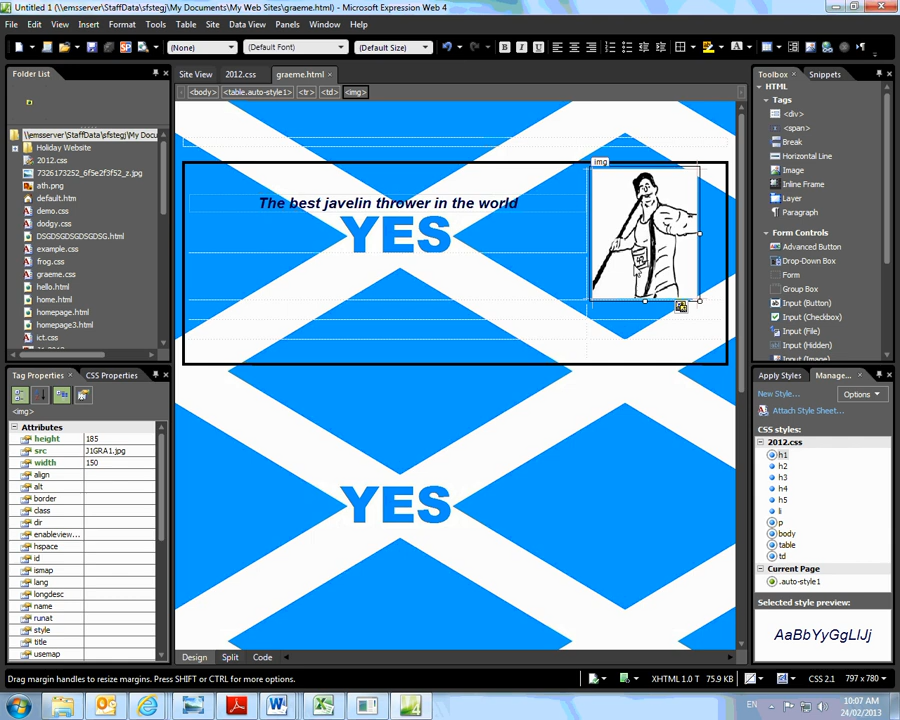 Untitled 1 (\\emsserver\StaffData\sfstegj\My Documents\My Web Sites\graeme.html) - Microsoft Expression Web 4
File Edit View Insert Format Tools Table Site Data View Panels Window Help
(None) (Default Font) (Default Size) B I U A
Folder List
\\emsserver\StaffData\sfstegj\My Docu
Holiday Website
2012.css
7326173252_6f5e2f3f52_z.jpg
ath.png
default.htm
demo.css
dodgy.css
DSGDSGDSGDSGDSG.html
example.css
frog.css
graeme.css
hello.html
home.html
homepage.html
homepage3.html
ict.css
Tag Properties CSS Properties
<img>
Attributes
height 185
src J1GRA1.jpg
width 150
align
alt
border
class
dir
enableview...
hspace
id
ismap
lang
longdesc
name
runat
style
title
usemap
Site View 2012.css graeme.html
<body> <table.auto-style1> <tr> <td> <img>
img
The best javelin thrower in the world
YES
YES
Design Split Code
Toolbox Snippets
HTML
Tags
<div>
<span>
Break
Horizontal Line
Image
Inline Frame
Layer
Paragraph
Form Controls
Advanced Button
Drop-Down Box
Form
Group Box
Input (Button)
Input (Checkbox)
Input (File)
Input (Hidden)
Input (Image)
Apply Styles Manage...
New Style... Options
Attach Style Sheet...
CSS styles:
2012.css
h1
h2
h3
h4
h5
li
p
body
table
td
Current Page
.auto-style1
Selected style preview:
AaBbYyGgLlJj
Drag margin handles to resize margins. Press SHIFT or CTRL for more options.
XHTML 1.0 T 75.9 KB CSS 2.1 797 x 780
EN 10:07 AM
24/02/2013